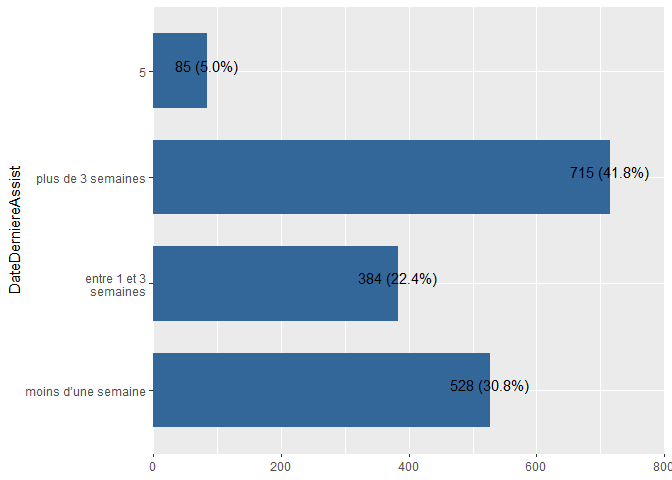 DateDerniereAssist
5
85 (5.0%)
plus de 3 semaines
715 (41.8%)
entre 1 et 3
semaines
384 (22.4%)
moins d'une semaine
528 (30.8%)
0
200
400
600
800